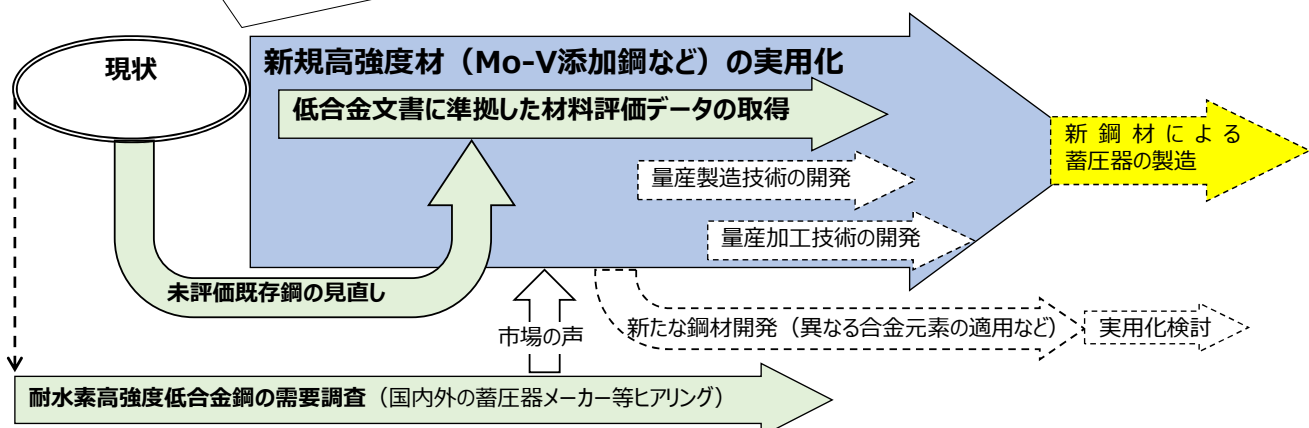 現状
新規高強度材（Mo-V添加鋼など）の実用化
低合金文書に準拠した材料評価データの取得
新鋼材による
蓄圧器の製造
量産製造技術の開発
量産加工技術の開発
未評価既存鋼の見直し
市場の声
新たな鋼材開発（異なる合金元素の適用など）
実用化検討
耐水素高強度低合金鋼の需要調査（国内外の蓄圧器メーカー等ヒアリング）